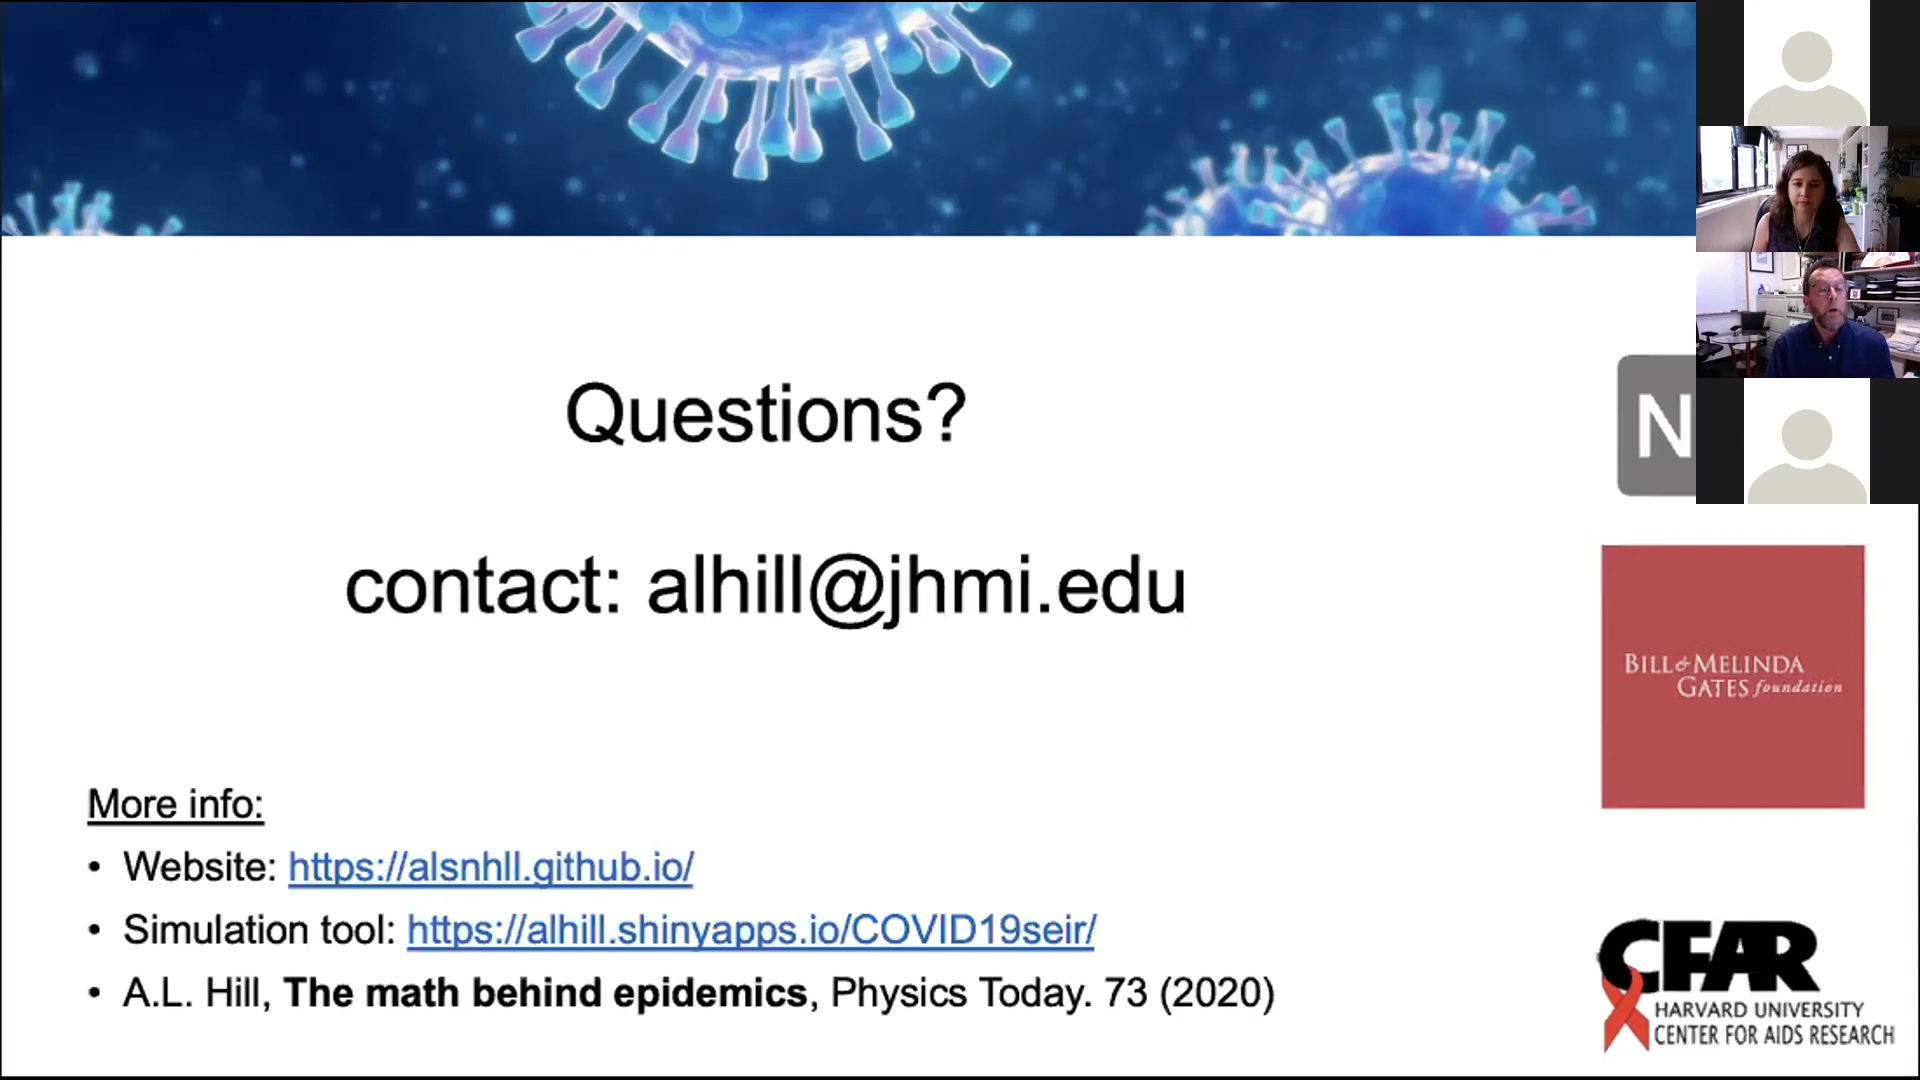 Questions?
contact: alhill@jhmi.edu
More info:
• Website: https://alsnhll.github.io/
• Simulation tool: https://alhill.shinyapps.io/COVID19seir/
• A.L. Hill, The math behind epidemics, Physics Today. 73 (2020)
N
BILL & MELINDA
GATES foundation
CFAR
HARVARD UNIVERSITY
CENTER FOR AIDS RESEARCH